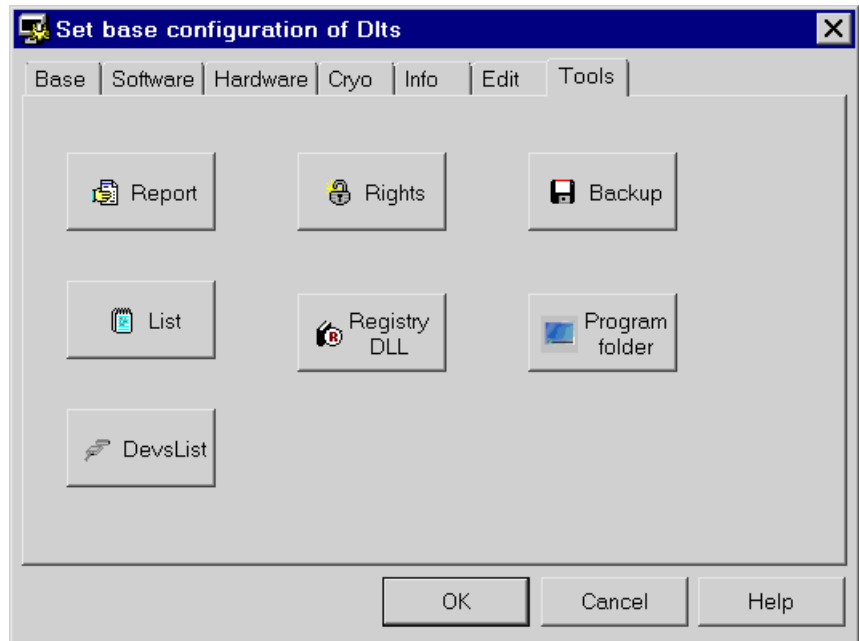 Set base configuration of Dlts
Base Software Hardware Cryo Info Edit Tools
Report Rights Backup
List Registry DLL Program folder
DevsList
OK Cancel Help